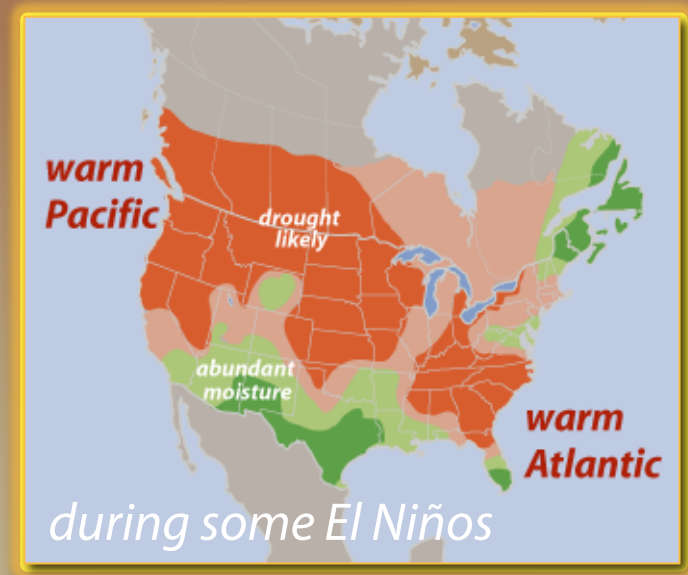 warm
Pacific
drought
likely
abundant
moisture
warm
Atlantic
during some El Niños